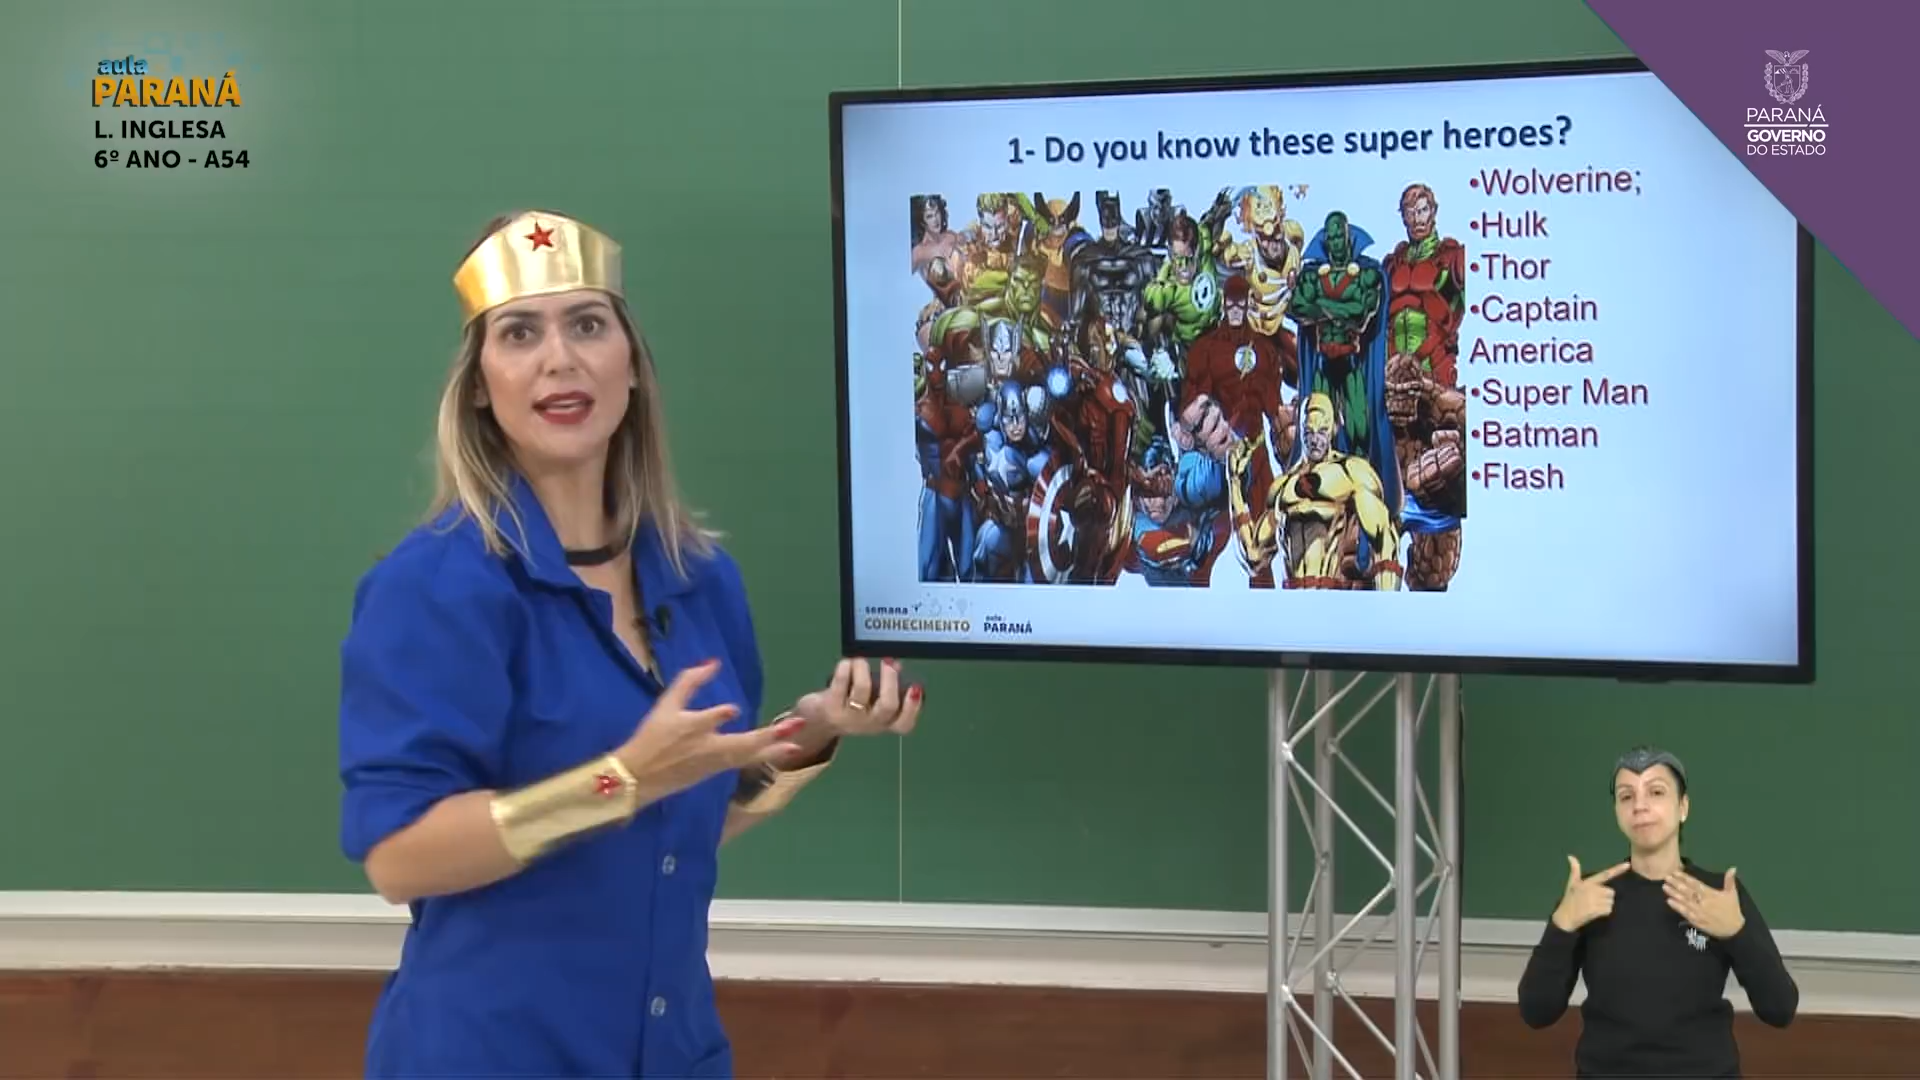 aula
PARANÁ
L. INGLESA
6º ANO - A54
1- Do you know these super heroes?
•Wolverine;
•Hulk
•Thor
•Captain
America
•Super Man
•Batman
•Flash
semana
CONHECIMENTO
aula
PARANÁ
PARANÁ
GOVERNO
DO ESTADO